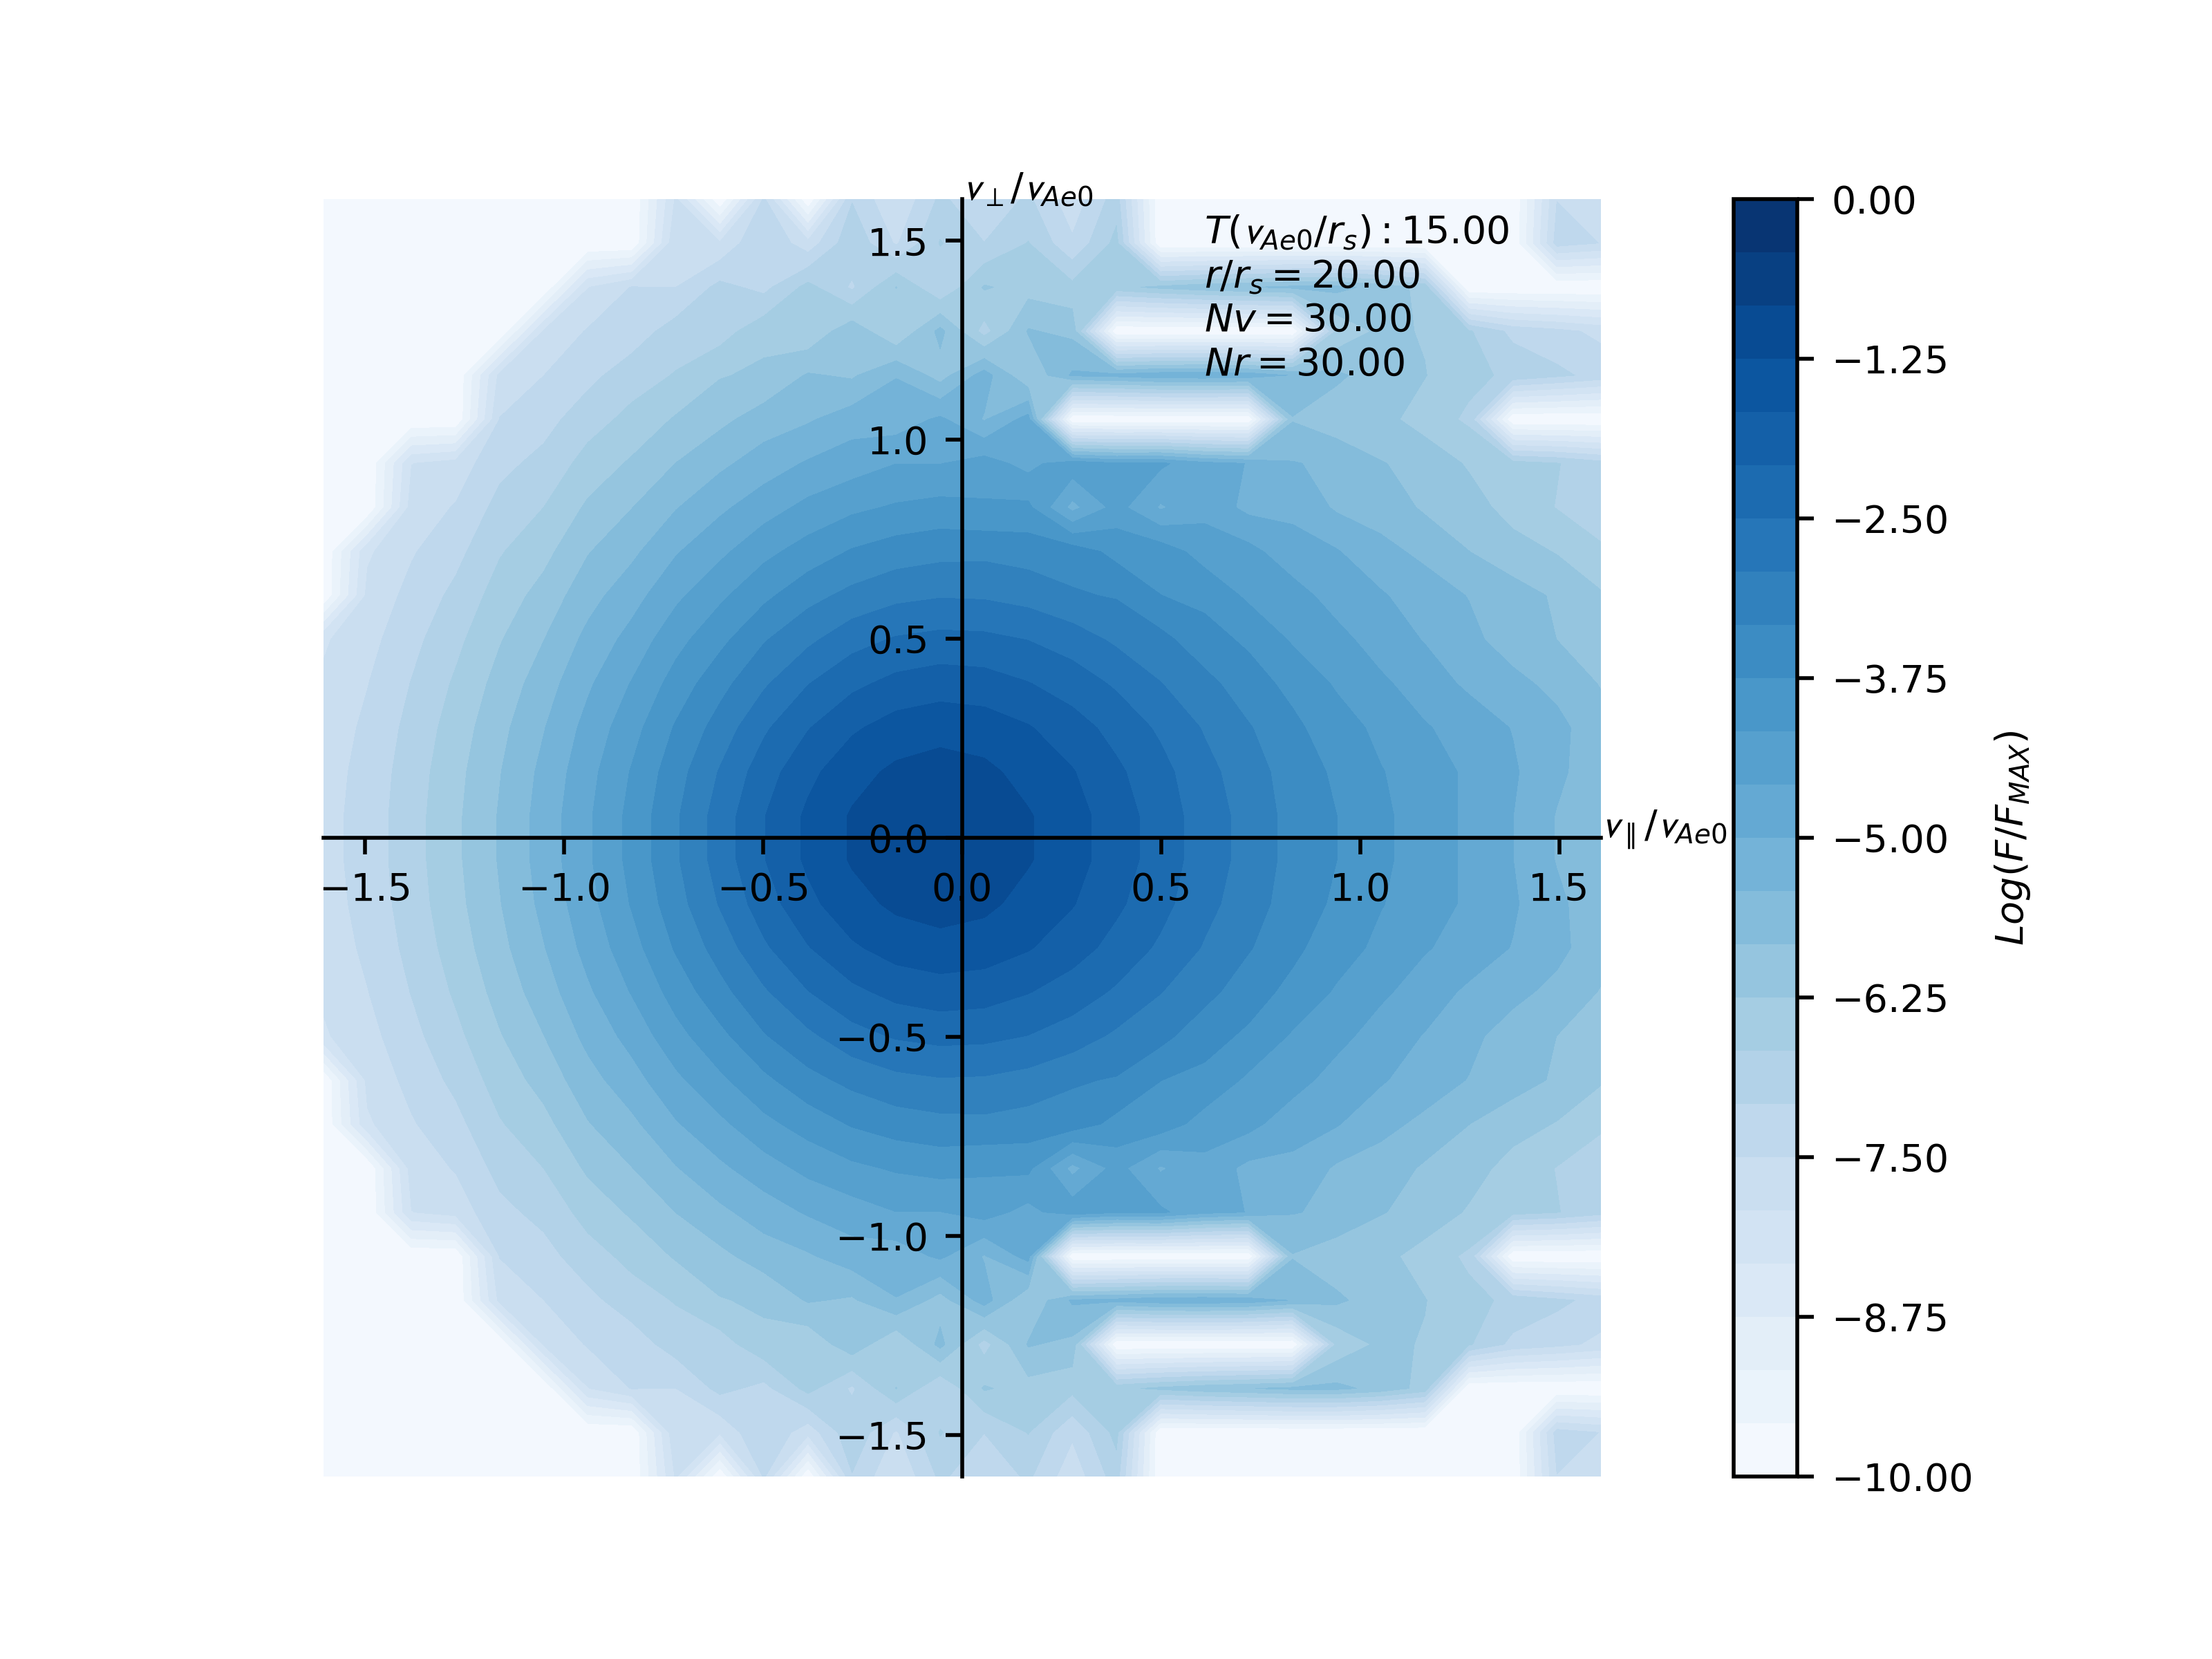 v⊥/vAe0
T(vAe0/rs) : 15.00
r/rs = 20.00
Nv = 30.00
Nr = 30.00
1.5
1.0
0.5
0.0
−0.5
−1.0
−1.5
−1.5 −1.0 −0.5 0.0 0.5 1.0 1.5
v∥/vAe0
0.00
−1.25
−2.50
−3.75
−5.00
−6.25
−7.50
−8.75
−10.00
Log(F/FMAX)